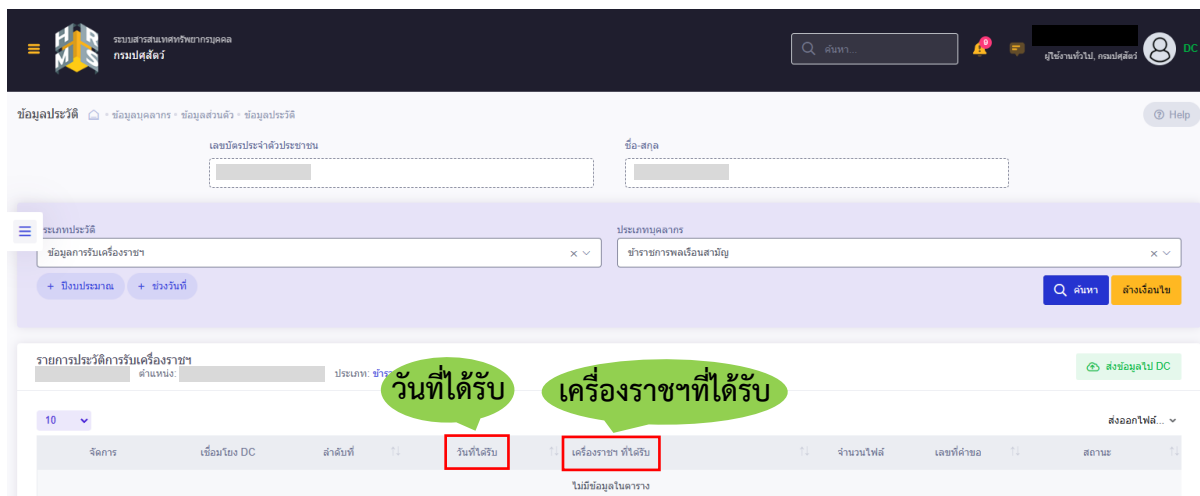 HR
MIS
ระบบสารสนเทศทรัพยากรบุคคล
กรมปศุสัตว์
ค้นหา...
9
ผู้ใช้งานทั่วไป, กรมปศุสัตว์
DC
ข้อมูลประวัติ ข้อมูลบุคลากร ข้อมูลส่วนตัว ข้อมูลประวัติ
Help
เลขบัตรประจำตัวประชาชน
ชื่อ-สกุล
ระเภทประวัติ
ประเภทบุคลากร
ข้อมูลการรับเครื่องราชฯ
ข้าราชการพลเรือนสามัญ
+ ปีงบประมาณ
+ ช่วงวันที่
ค้นหา
ล้างเงื่อนไข
รายการประวัติการรับเครื่องราชฯ
ตำแหน่ง:
ประเภท: ข้ารา
ส่งข้อมูลไป DC
วันที่ได้รับ
เครื่องราชฯที่ได้รับ
10
ส่งออกไฟล์...
จัดการ
เชื่อมโยง DC
ลำดับที่
วันที่ได้รับ
เครื่องราชฯ ที่ได้รับ
จำนวนไฟล์
เลขที่คำขอ
สถานะ
ไม่มีข้อมูลในตาราง